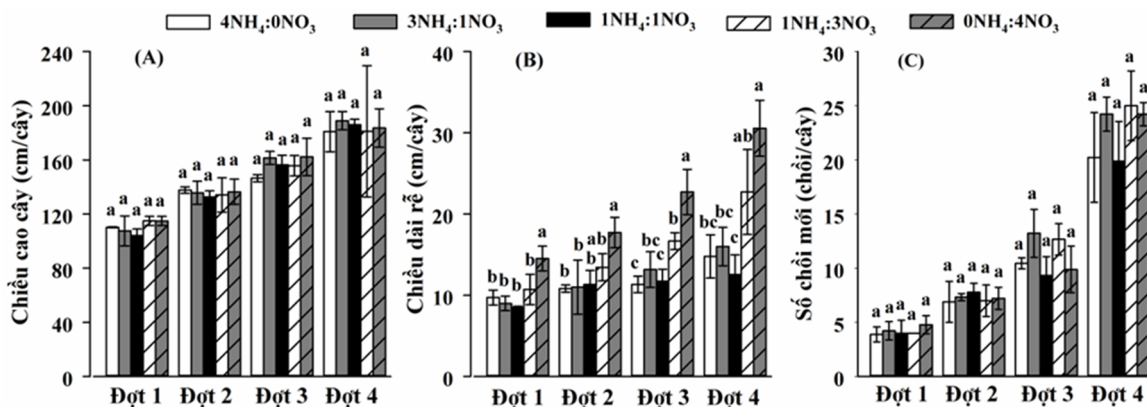 4NH₄:0NO₃ 3NH₄:1NO₃ 1NH₄:1NO₃ 1NH₄:3NO₃ 0NH₄:4NO₃
(A)
Chiều cao cây (cm/cây)
240
200
160
120
80
40
0
a a a a a
a a a a a
a a a a a
a a a a a
Đợt 1 Đợt 2 Đợt 3 Đợt 4
(B)
Chiều dài rễ (cm/cây)
40
30
20
10
0
b b b b a
b b b ab a
c bc c b a
bc bc c ab a
Đợt 1 Đợt 2 Đợt 3 Đợt 4
(C)
Số chồi mới (chồi/cây)
30
25
20
15
10
5
0
a a a a a
a a a a a
a a a a a
a a a a a
Đợt 1 Đợt 2 Đợt 3 Đợt 4